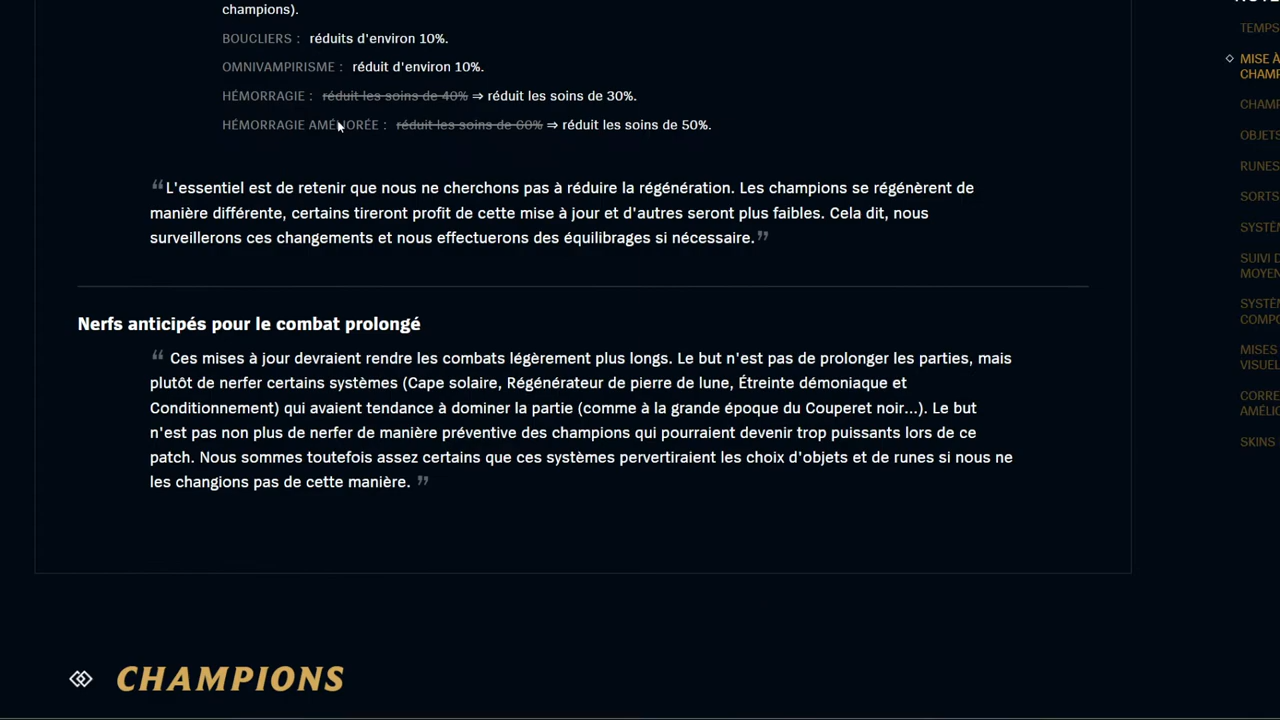 champions).
BOUCLIERS : réduits d'environ 10%.
OMNIVAMPIRISME : réduit d'environ 10%.
HÉMORRAGIE : réduit les soins de 40% ⇒ réduit les soins de 30%.
HÉMORRAGIE AMÉLIORÉE : réduit les soins de 60% ⇒ réduit les soins de 50%.
“L'essentiel est de retenir que nous ne cherchons pas à réduire la régénération. Les champions se régénèrent de
manière différente, certains tireront profit de cette mise à jour et d'autres seront plus faibles. Cela dit, nous
surveillerons ces changements et nous effectuerons des équilibrages si nécessaire.”
Nerfs anticipés pour le combat prolongé
“ Ces mises à jour devraient rendre les combats légèrement plus longs. Le but n'est pas de prolonger les parties, mais
plutôt de nerfer certains systèmes (Cape solaire, Régénérateur de pierre de lune, Étreinte démoniaque et
Conditionnement) qui avaient tendance à dominer la partie (comme à la grande époque du Couperet noir...). Le but
n'est pas non plus de nerfer de manière préventive des champions qui pourraient devenir trop puissants lors de ce
patch. Nous sommes toutefois assez certains que ces systèmes pervertiraient les choix d'objets et de runes si nous ne
les changions pas de cette manière. ”
CHAMPIONS
TEMPS
MISE À
CHAMP
OBJETS
RUNES
SORTS
SYSTÈ
SUIVI D
MOYEN
SYSTÈ
COMPO
MISES
VISUEL
CORRE
AMÉLIO
SKINS